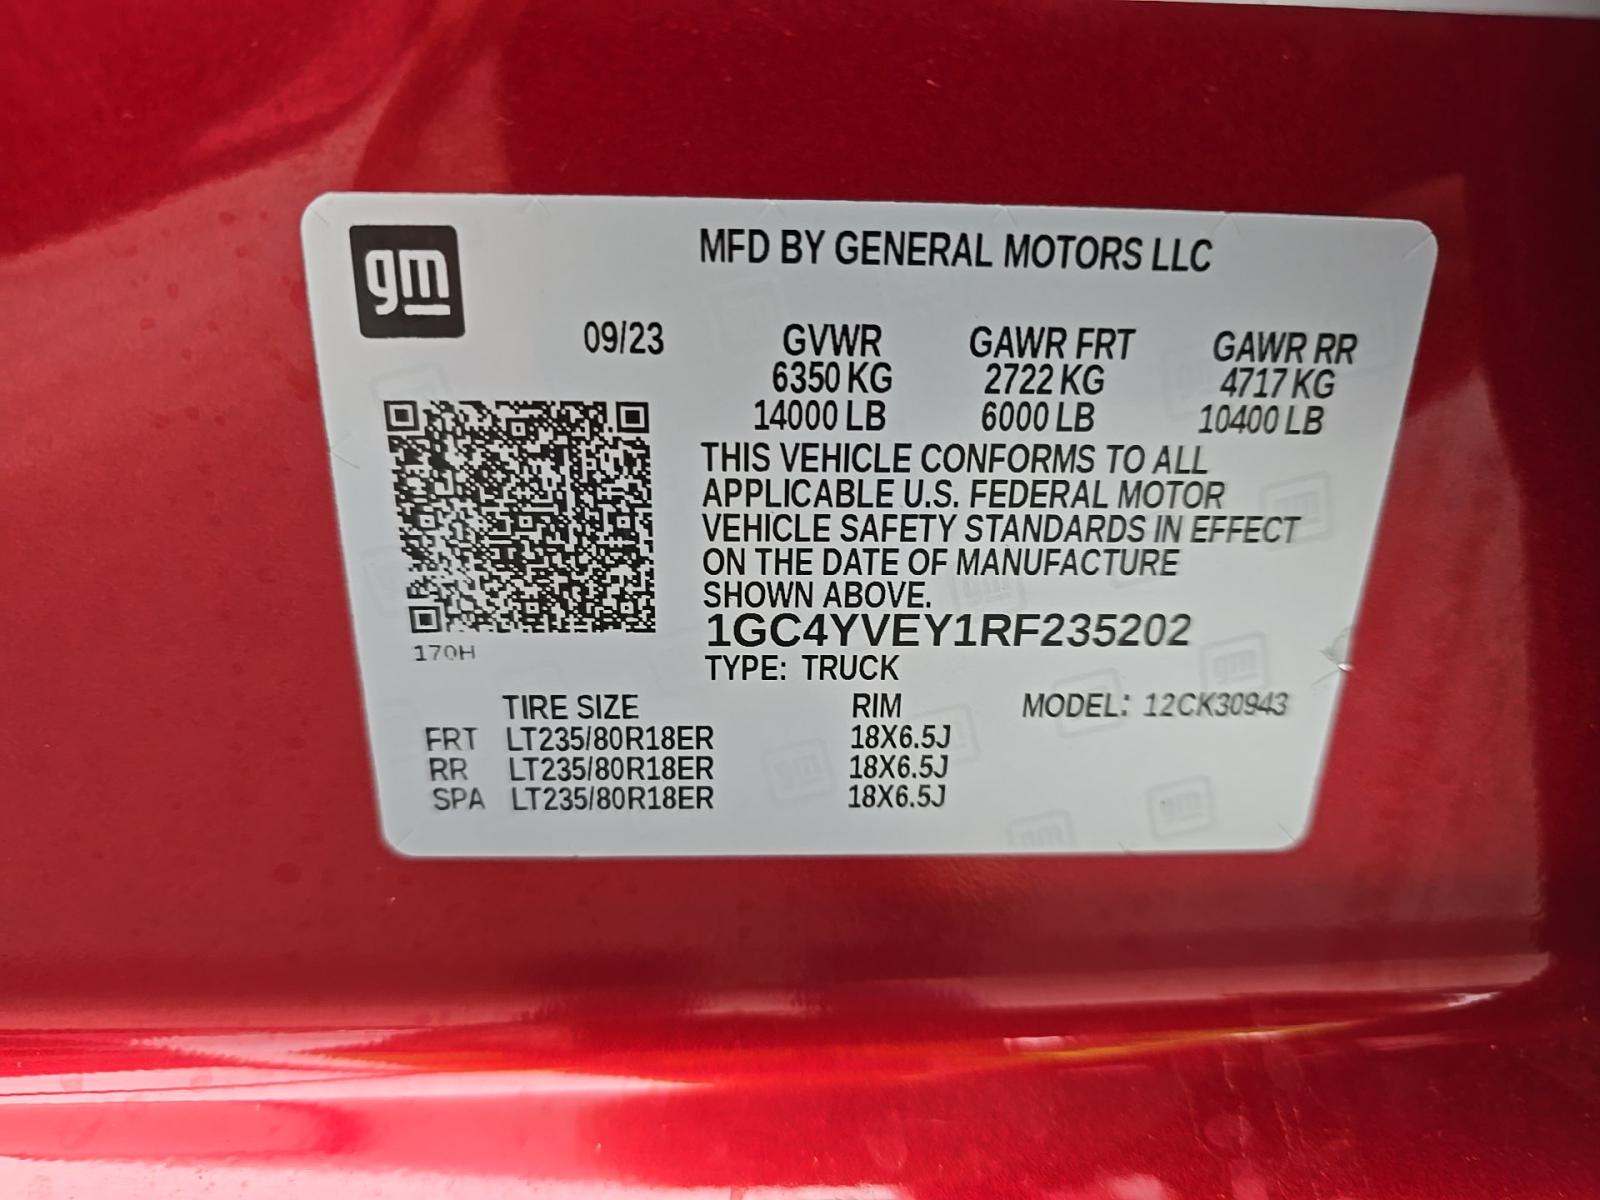 gm
MFD BY GENERAL MOTORS LLC
09/23 GVWR GAWR FRT GAWR RR
6350 KG 2722 KG 4717 KG
14000 LB 6000 LB 10400 LB
THIS VEHICLE CONFORMS TO ALL
APPLICABLE U.S. FEDERAL MOTOR
VEHICLE SAFETY STANDARDS IN EFFECT
ON THE DATE OF MANUFACTURE
SHOWN ABOVE.
1GC4YVEY1RF235202
170H
TYPE: TRUCK
TIRE SIZE RIM MODEL: 12CK30943
FRT LT235/80R18ER 18X6.5J
RR LT235/80R18ER 18X6.5J
SPA LT235/80R18ER 18X6.5J